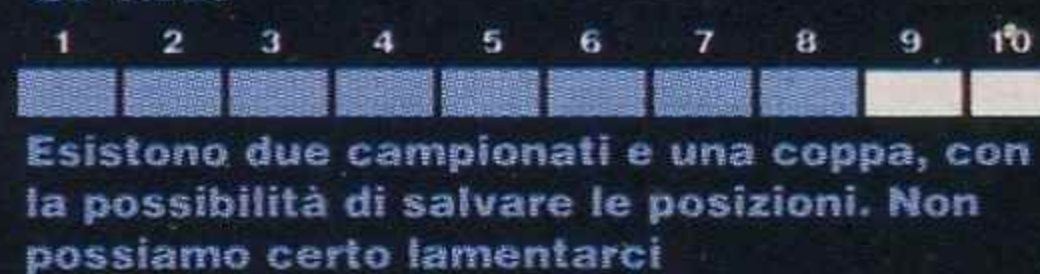 1 2 3 4 5 6 7 8 9 10
Esistono due campionati e una coppa, con
la possibilità di salvare le posizioni. Non
possiamo certo lamentarci